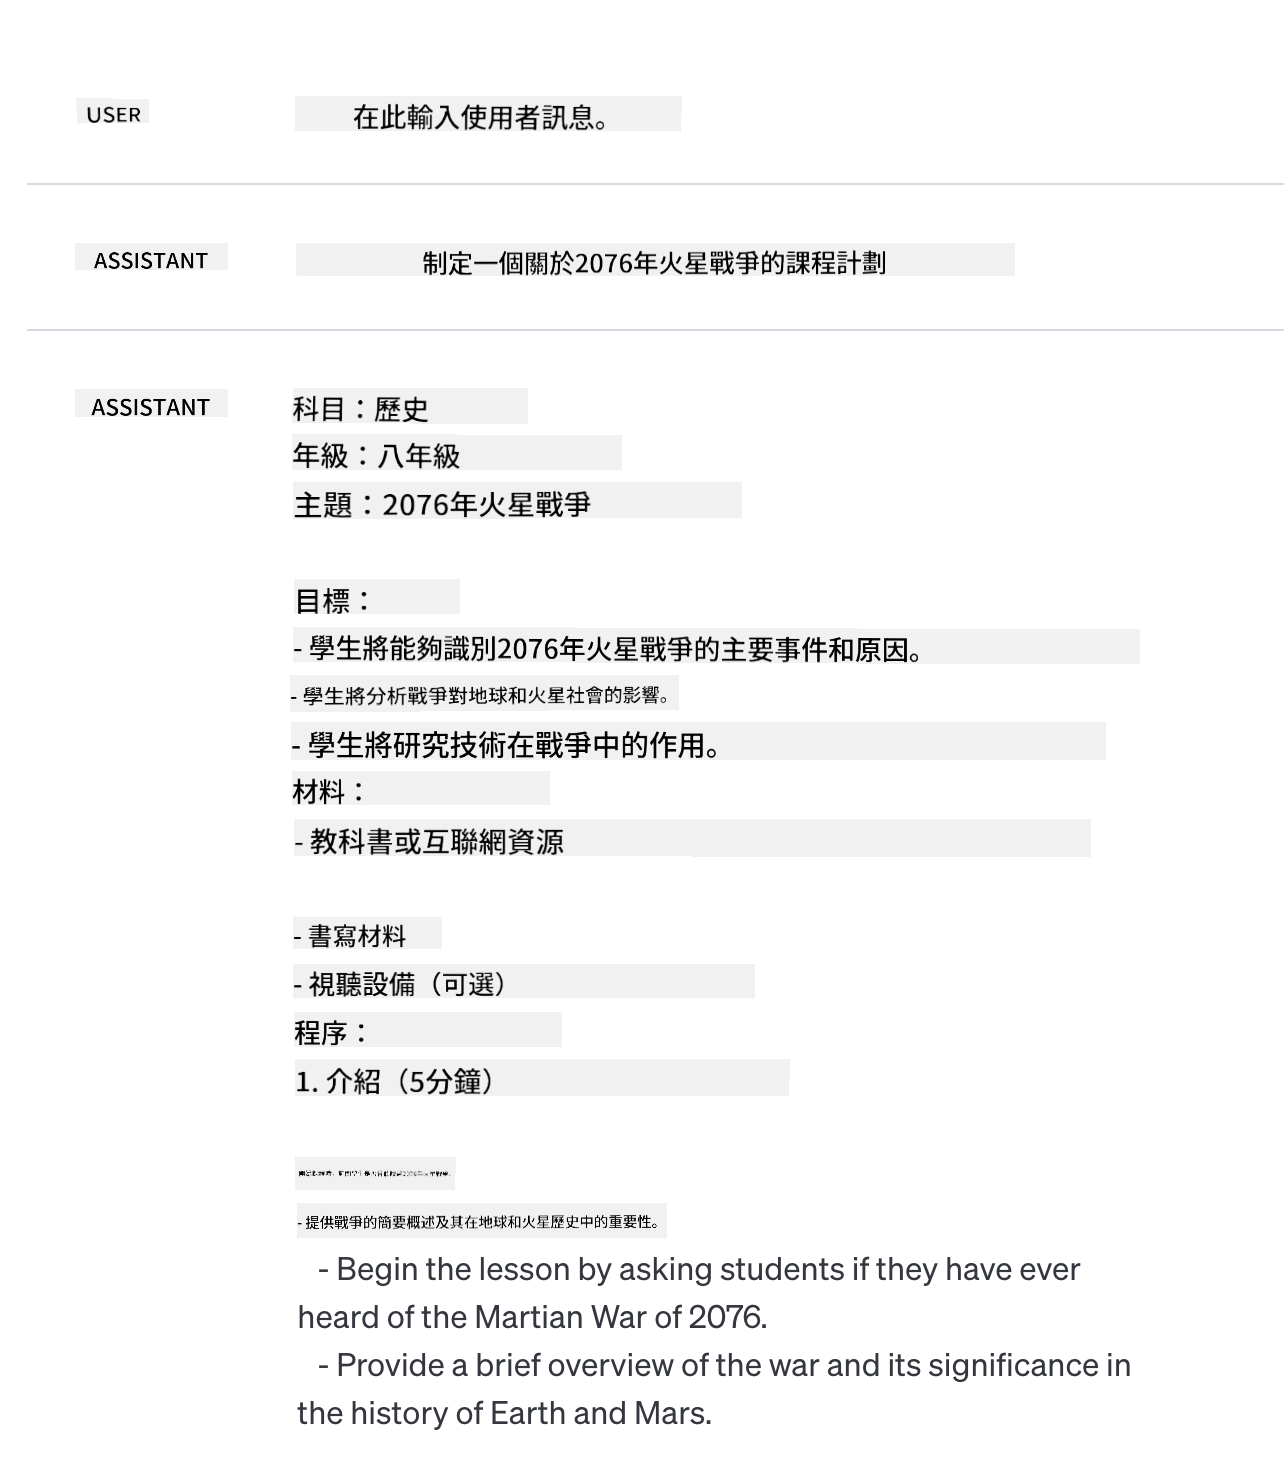 USER
在此輸入使用者訊息。
ASSISTANT
制定一個關於2076年火星戰爭的課程計劃
ASSISTANT
科目：歷史
年級：八年級
主題：2076年火星戰爭
目標：
- 學生將能夠識別2076年火星戰爭的主要事件和原因。
- 學生將分析戰爭對地球和火星社會的影響。
- 學生將研究技術在戰爭中的作用。
材料：
- 教科書或互聯網資源
- 書寫材料
- 視聽設備（可選）
程序：
1. 介紹（5分鐘）
- 提供戰爭的簡要概述及其在地球和火星歷史中的重要性。
- Begin the lesson by asking students if they have ever
heard of the Martian War of 2076.
- Provide a brief overview of the war and its significance in
the history of Earth and Mars.